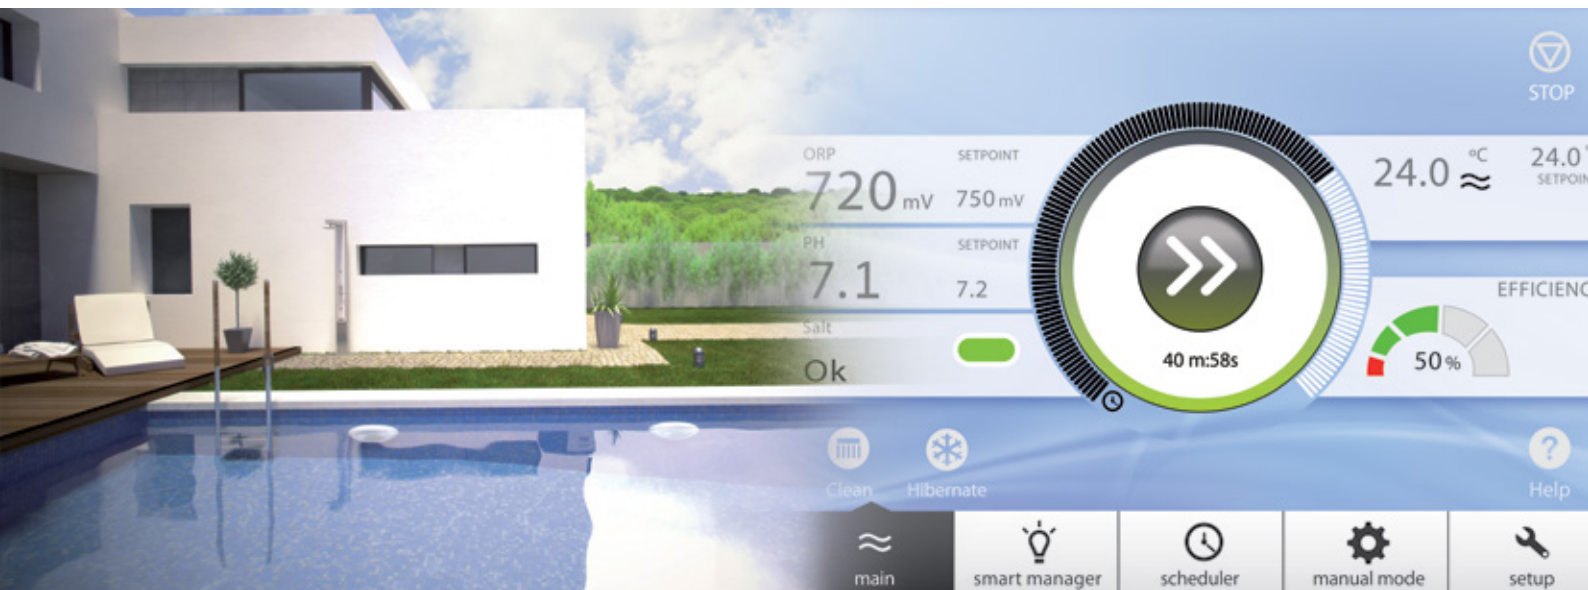 STOP
ORP
SETPOINT
720 mV
750 mV
24.0 °C
24.0°
SETPOIN
PH
SETPOINT
7.1
7.2
EFFICIENC
Salt
Ok
40 m:58s
50 %
Clean
Hibernate
?
Help
main
smart manager
scheduler
manual mode
setup